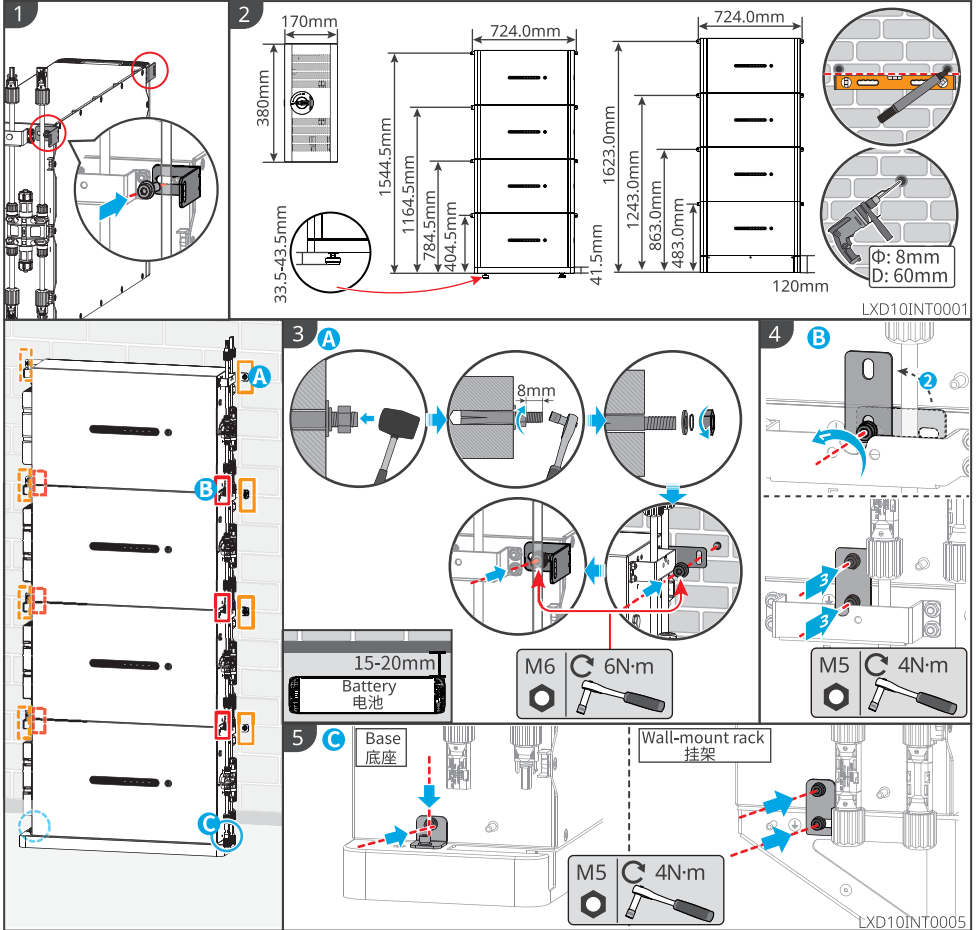 1
2
170mm
380mm
724.0mm
1544.5mm
1164.5mm
784.5mm
404.5mm
41.5mm
33.5-43.5mm
724.0mm
1623.0mm
1243.0mm
863.0mm
483.0mm
120mm
Φ: 8mm
D: 60mm
LXD10INT0001
A
B
C
3
A
8mm
M6
6N·m
15-20mm
Battery
电池
4
B
2
3
3
M5
4N·m
5
C
Base
底座
Wall-mount rack
挂架
M5
4N·m
LXD10INT0005